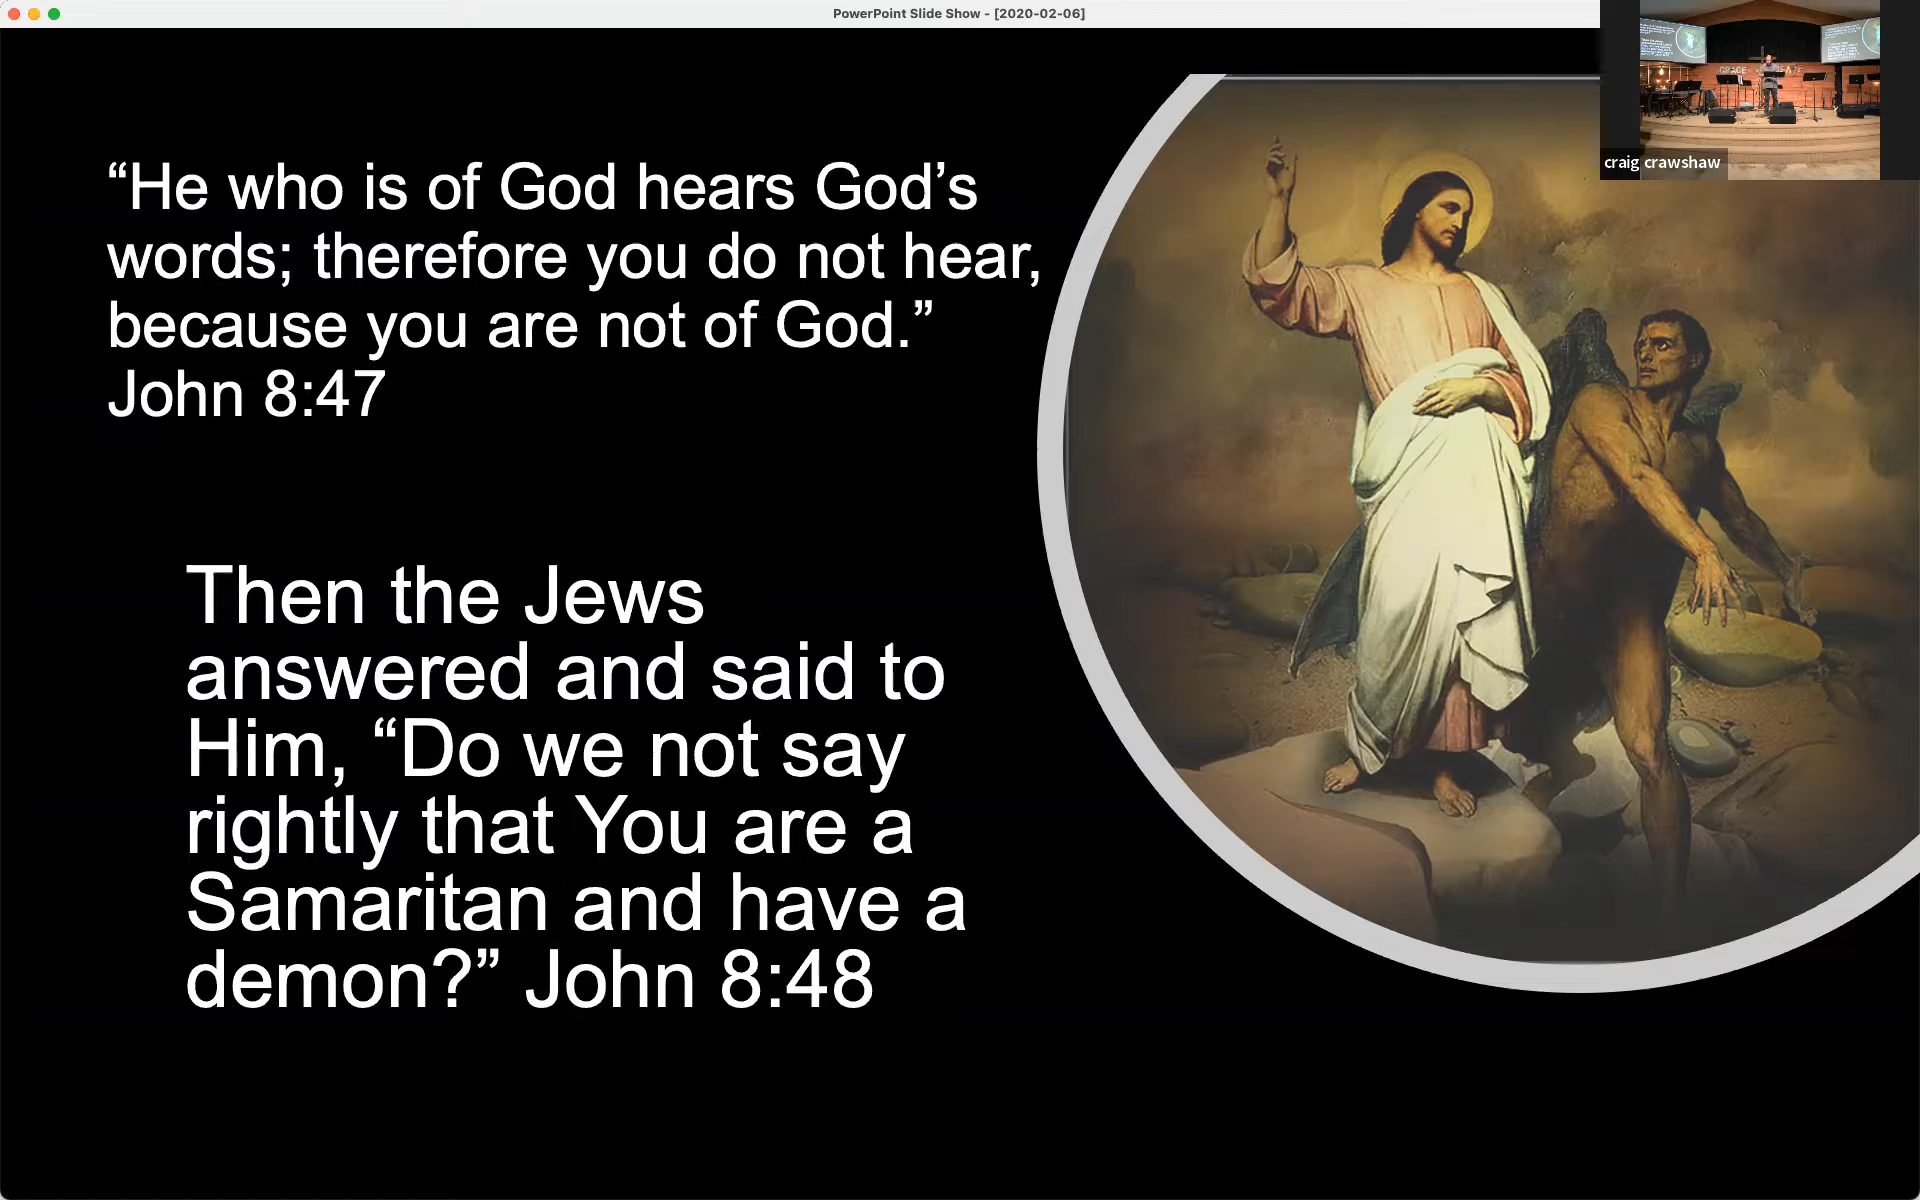 PowerPoint Slide Show - [2020-02-06]
craig crawshaw
“He who is of God hears God’s
words; therefore you do not hear,
because you are not of God.”
John 8:47
Then the Jews
answered and said to
Him, “Do we not say
rightly that You are a
Samaritan and have a
demon?” John 8:48